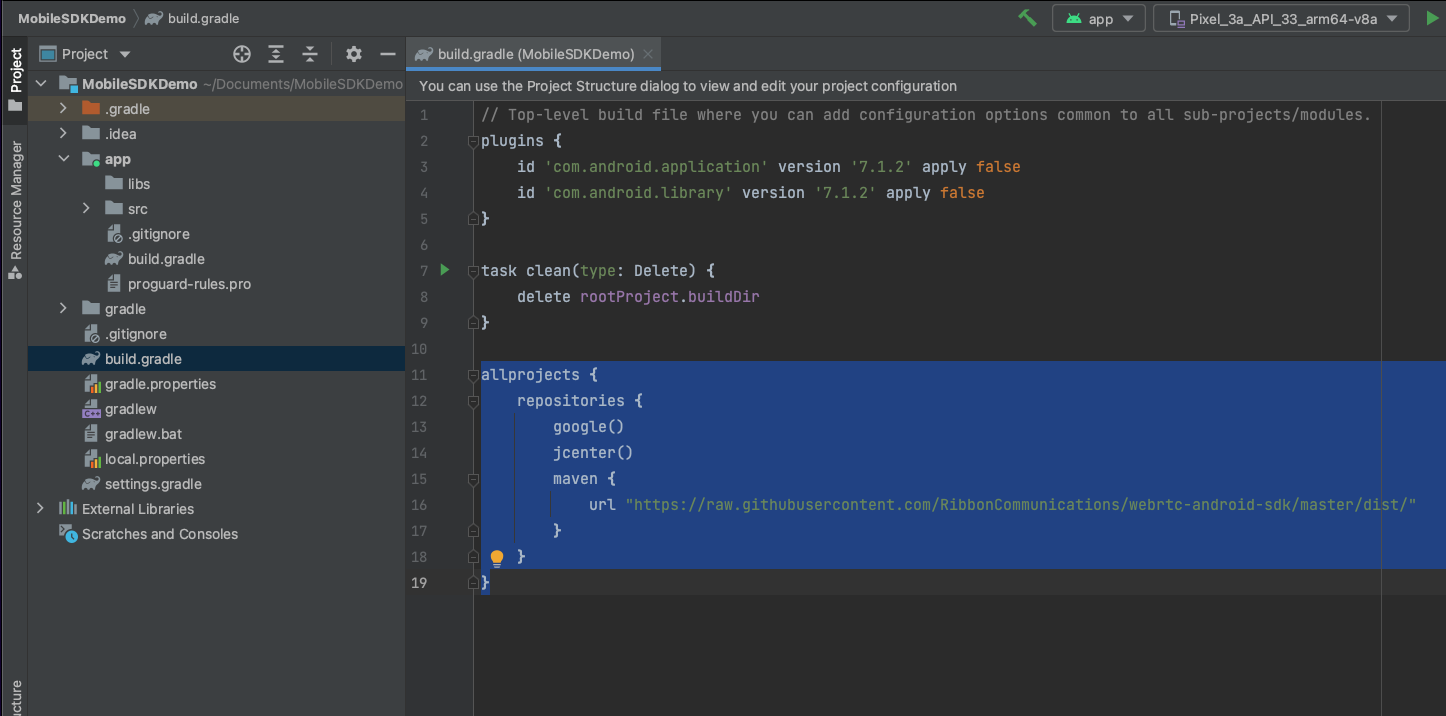 MobileSDKDemo build.gradle
app Pixel_3a_API_33_arm64-v8a
Project
Resource Manager
ucture
Project
MobileSDKDemo ~/Documents/MobileSDKDemo
.gradle
.idea
app
libs
src
.gitignore
build.gradle
proguard-rules.pro
gradle
.gitignore
build.gradle
gradle.properties
gradlew
gradlew.bat
local.properties
settings.gradle
External Libraries
Scratches and Consoles
build.gradle (MobileSDKDemo)
You can use the Project Structure dialog to view and edit your project configuration
1 // Top-level build file where you can add configuration options common to all sub-projects/modules.
2 plugins {
3 id 'com.android.application' version '7.1.2' apply false
4 id 'com.android.library' version '7.1.2' apply false
5 }
6
7 task clean(type: Delete) {
8 delete rootProject.buildDir
9 }
10
11 allprojects {
12 repositories {
13 google()
14 jcenter()
15 maven {
16 url "https://raw.githubusercontent.com/RibbonCommunications/webrtc-android-sdk/master/dist/"
17 }
18 }
19 }